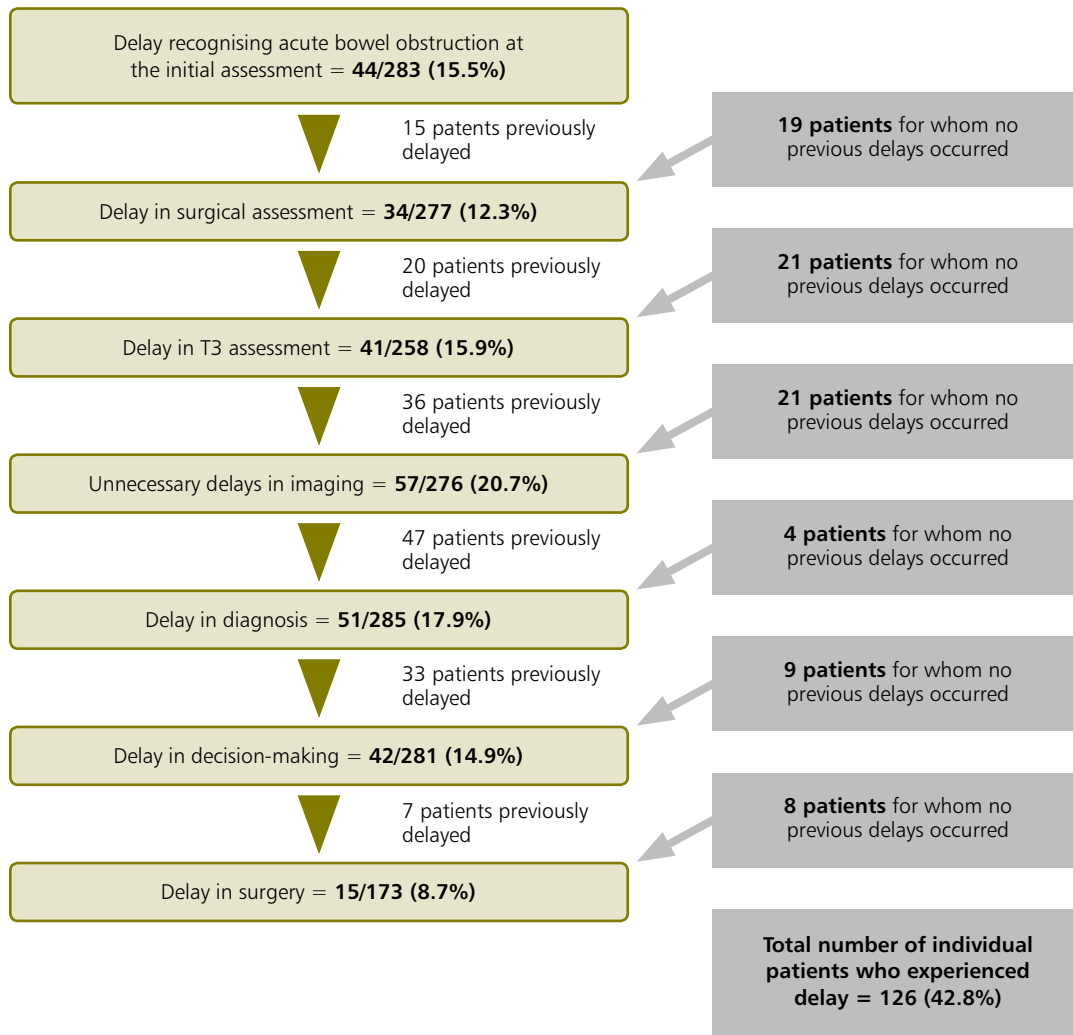 Delay recognising acute bowel obstruction at
the initial assessment = 44/283 (15.5%)
15 patents previously
delayed
19 patients for whom no
previous delays occurred
Delay in surgical assessment = 34/277 (12.3%)
20 patients previously
delayed
21 patients for whom no
previous delays occurred
Delay in T3 assessment = 41/258 (15.9%)
36 patients previously
delayed
21 patients for whom no
previous delays occurred
Unnecessary delays in imaging = 57/276 (20.7%)
47 patients previously
delayed
4 patients for whom no
previous delays occurred
Delay in diagnosis = 51/285 (17.9%)
33 patients previously
delayed
9 patients for whom no
previous delays occurred
Delay in decision-making = 42/281 (14.9%)
7 patients previously
delayed
8 patients for whom no
previous delays occurred
Delay in surgery = 15/173 (8.7%)
Total number of individual
patients who experienced
delay = 126 (42.8%)